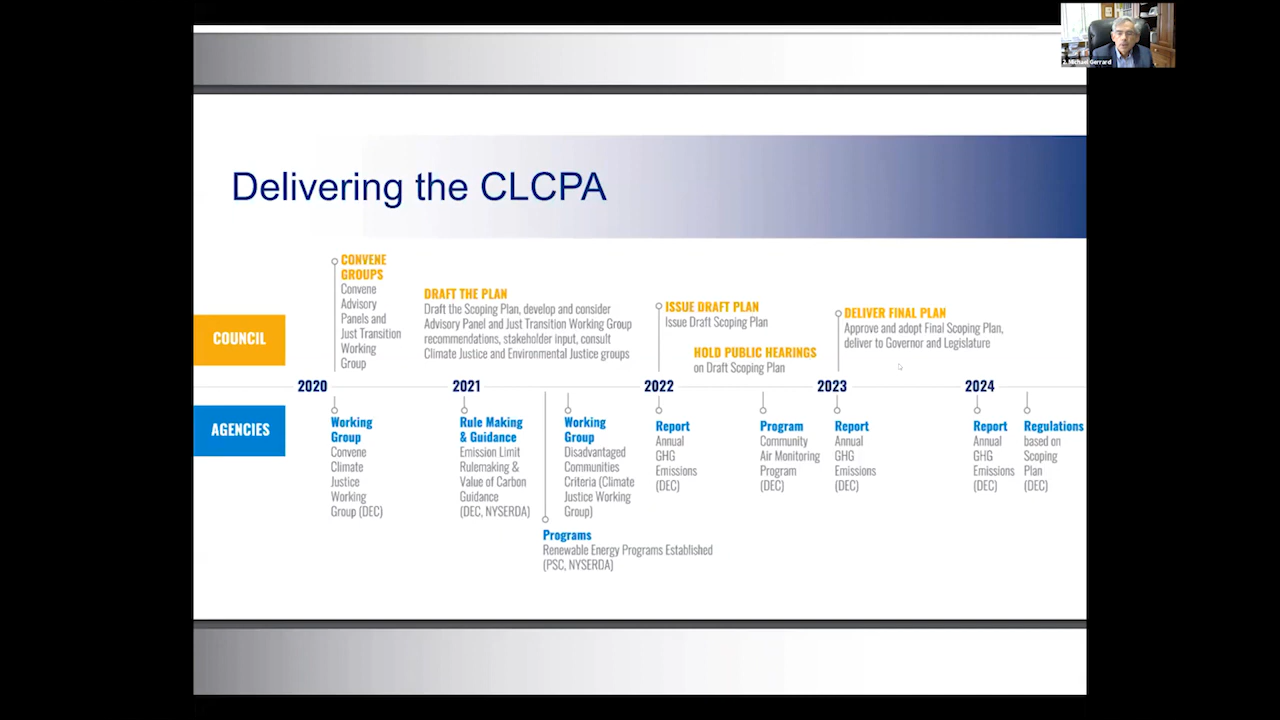 2. Michael Gerrard
Delivering the CLCPA
COUNCIL
CONVENE
GROUPS
Convene
Advisory
Panels and
Just Transition
Working
Group
DRAFT THE PLAN
Draft the Scoping Plan, develop and consider
Advisory Panel and Just Transition Working Group
recommendations, stakeholder input, consult
Climate Justice and Environmental Justice groups
ISSUE DRAFT PLAN
Issue Draft Scoping Plan
HOLD PUBLIC HEARINGS
on Draft Scoping Plan
DELIVER FINAL PLAN
Approve and adopt Final Scoping Plan,
deliver to Governor and Legislature
2020 2021 2022 2023 2024
AGENCIES
Working
Group
Convene
Climate
Justice
Working
Group (DEC)
Rule Making
& Guidance
Emission Limit
Rulemaking &
Value of Carbon
Guidance
(DEC, NYSERDA)
Programs
Renewable Energy Programs Established
(PSC, NYSERDA)
Working
Group
Disadvantaged
Communities
Criteria (Climate
Justice Working
Group)
Report
Annual
GHG
Emissions
(DEC)
Program
Community
Air Monitoring
Program
(DEC)
Report
Annual
GHG
Emissions
(DEC)
Report
Annual
GHG
Emissions
(DEC)
Regulations
based on
Scoping
Plan
(DEC)